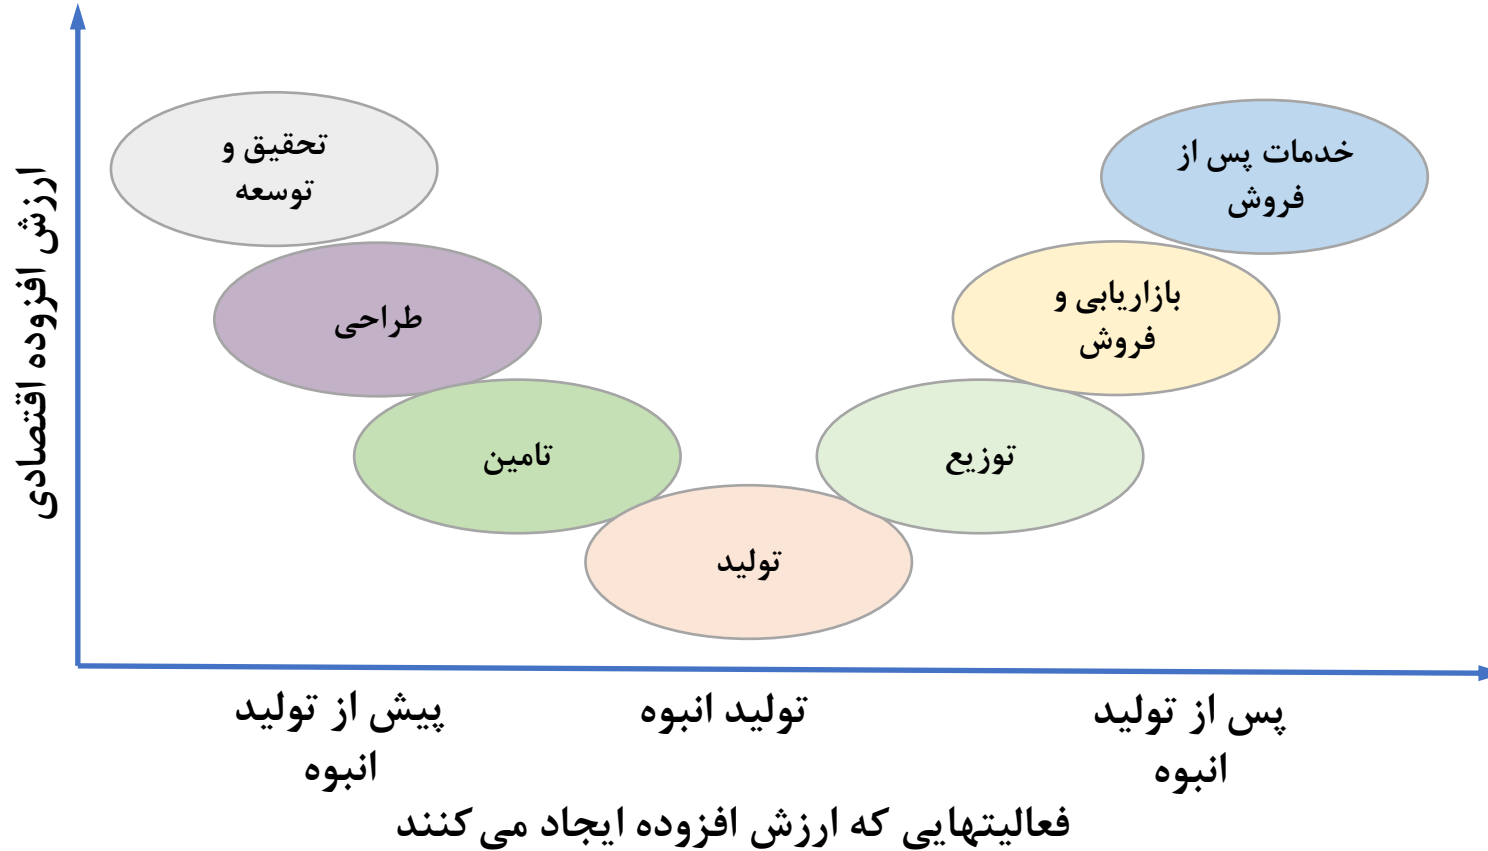 ارزش افزوده اقتصادی
تحقیق و
توسعه
طراحی
تامین
تولید
توزیع
بازاریابی و
فروش
خدمات پس از
فروش
پیش از تولید
انبوه
تولید انبوه
پس از تولید
انبوه
فعالیتهایی که ارزش افزوده ایجاد می کنند